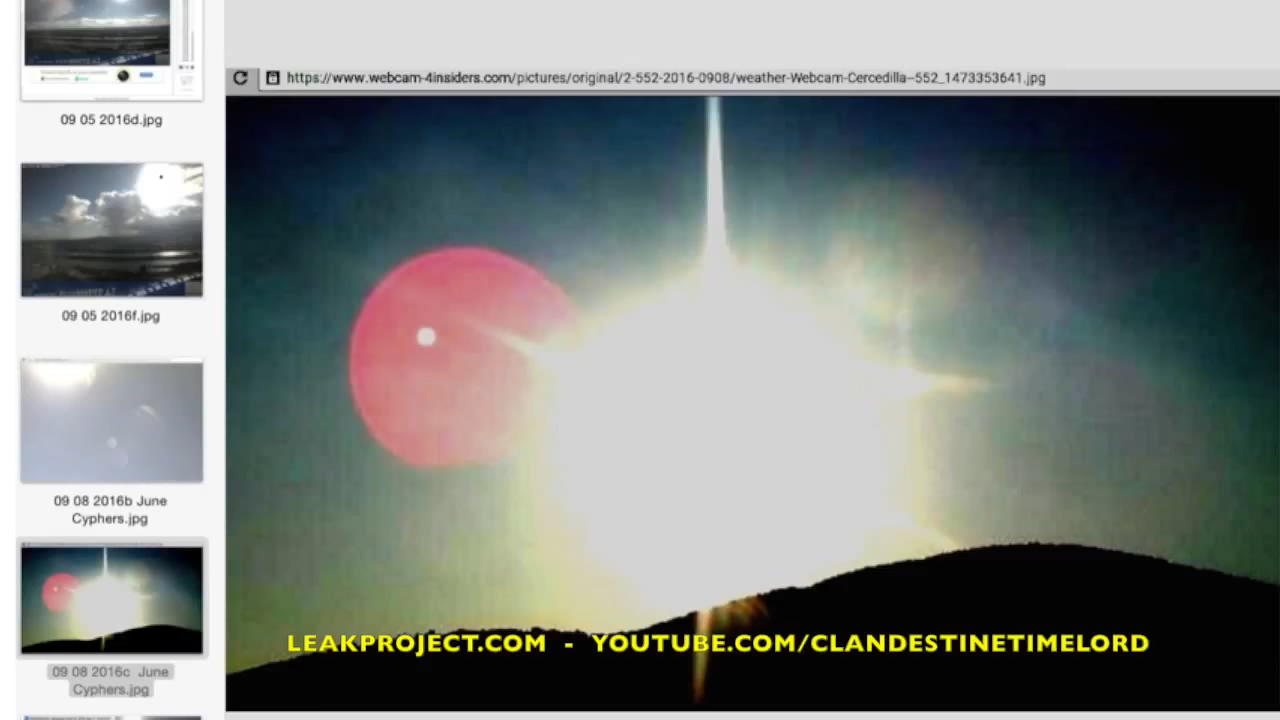 09 05 2016d.jpg
09 05 2016f.jpg
09 08 2016b June
Cyphers.jpg
09 08 2016c June
Cyphers.jpg
https://www.webcam-4insiders.com/pictures/original/2-552-2016-0908/weather-Webcam-Cercedilla--552_1473353641.jpg
LEAKPROJECT.COM - YOUTUBE.COM/CLANDESTINETIMELORD